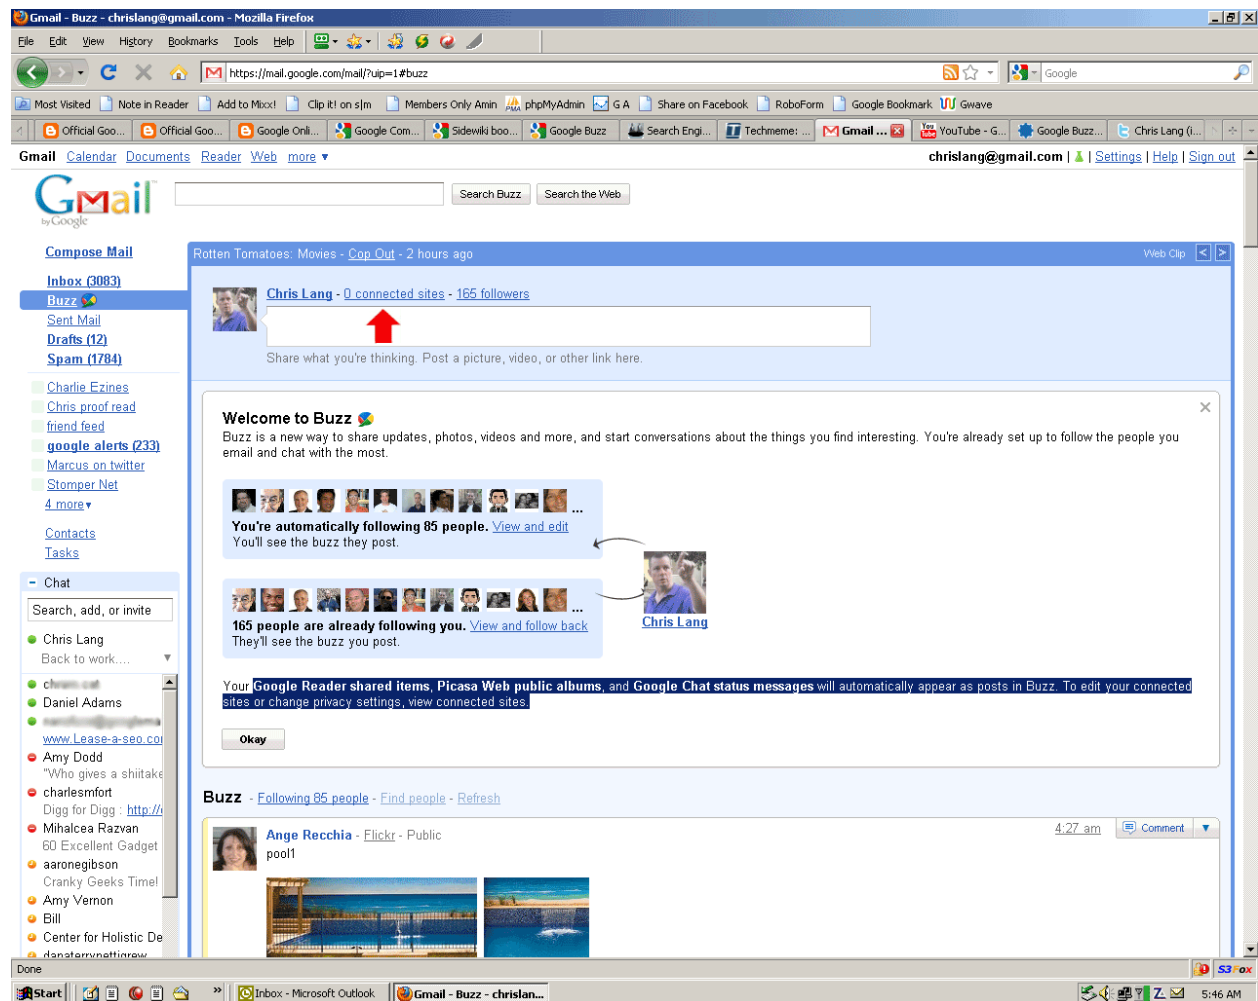 Gmail - Buzz - chrislang@gmail.com - Mozilla Firefox
File Edit View History Bookmarks Tools Help
https://mail.google.com/mail/?uip=1#buzz
Google
Most Visited Note in Reader Add to Mixx! Clip it! on s|m Members Only Amin phpMyAdmin G A Share on Facebook RoboForm Google Bookmark Gwave
Official Goo... Official Goo... Google Onli... Google Com... Sidewiki boo... Google Buzz Search Engi... Techmeme: ... Gmail ... YouTube - G... Google Buzz... Chris Lang (i...
Gmail Calendar Documents Reader Web more ▼
chrislang@gmail.com | | Settings | Help | Sign out
Gmail
by Google
Search Buzz Search the Web
Compose Mail
Inbox (3083)
Buzz
Sent Mail
Drafts (12)
Spam (1784)
Charlie Ezines
Chris proof read
friend feed
google alerts (233)
Marcus on twitter
Stomper Net
4 more▼
Contacts
Tasks
− Chat
Search, add, or invite
Chris Lang
Back to work....
Daniel Adams
www.Lease-a-seo.co
Amy Dodd
"Who gives a shiitake
charlesmfort
Digg for Digg : http://
Mihalcea Razvan
60 Excellent Gadget
aaronegibson
Cranky Geeks Time!
Amy Vernon
Bill
Center for Holistic De
danaterrynettigrew
Rotten Tomatoes: Movies - Cop Out - 2 hours ago
Web Clip < >
Chris Lang - 0 connected sites - 165 followers
Share what you're thinking. Post a picture, video, or other link here.
Welcome to Buzz
Buzz is a new way to share updates, photos, videos and more, and start conversations about the things you find interesting. You're already set up to follow the people you
email and chat with the most.
...
You're automatically following 85 people. View and edit
You'll see the buzz they post.
...
165 people are already following you. View and follow back
They'll see the buzz you post.
Chris Lang
Your Google Reader shared items, Picasa Web public albums, and Google Chat status messages will automatically appear as posts in Buzz. To edit your connected
sites or change privacy settings, view connected sites.
Okay
Buzz - Following 85 people - Find people - Refresh
Ange Recchia - Flickr - Public
4:27 am Comment ▼
pool1
Done
S3Fox
Start » Inbox - Microsoft Outlook Gmail - Buzz - chrislan... 5:46 AM